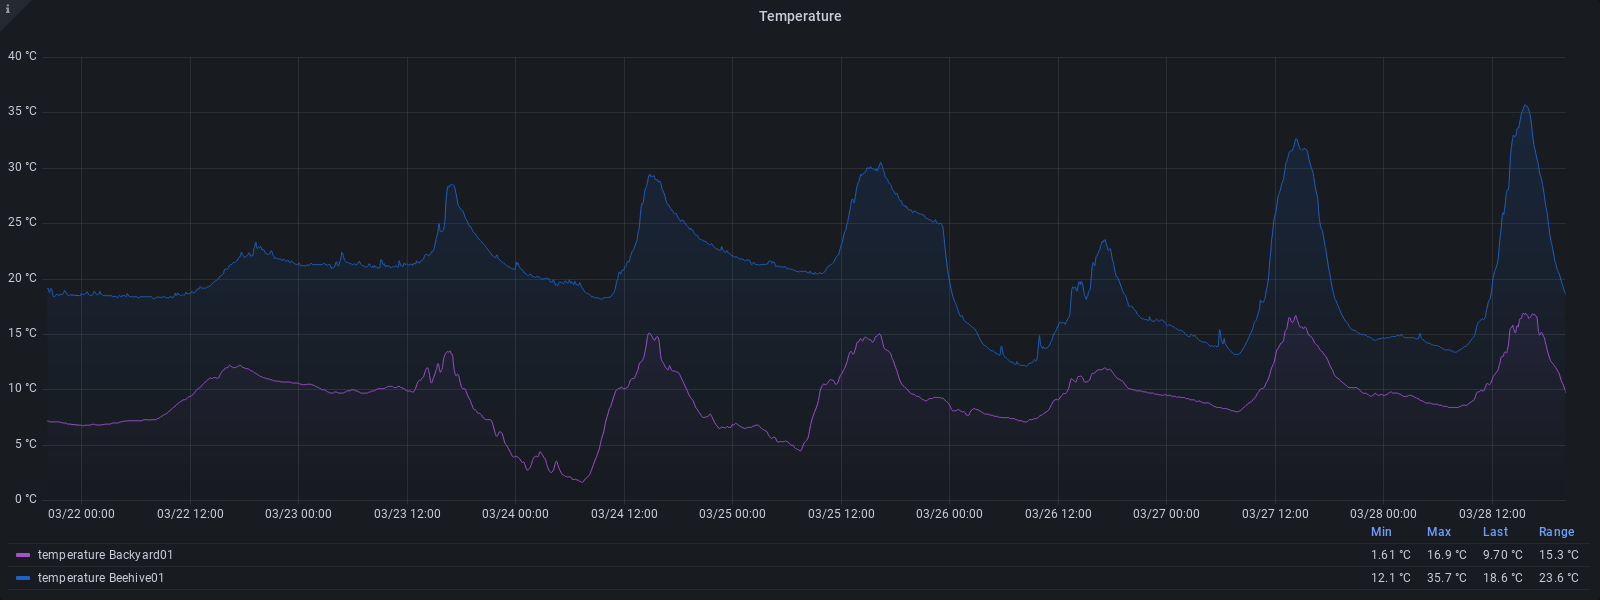 i
Temperature
40 °C
35 °C
30 °C
25 °C
20 °C
15 °C
10 °C
5 °C
0 °C
03/22 00:00 03/22 12:00 03/23 00:00 03/23 12:00 03/24 00:00 03/24 12:00 03/25 00:00 03/25 12:00 03/26 00:00 03/26 12:00 03/27 00:00 03/27 12:00 03/28 00:00 03/28 12:00
Min Max Last Range
temperature Backyard01 1.61 °C 16.9 °C 9.70 °C 15.3 °C
temperature Beehive01 12.1 °C 35.7 °C 18.6 °C 23.6 °C